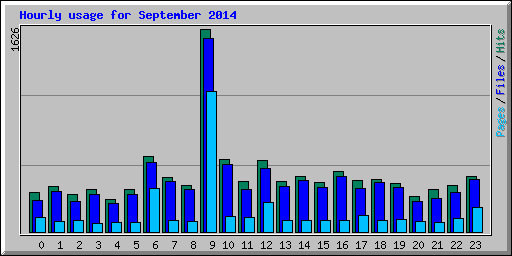 Hourly usage for September 2014
1626
Pages / Files / Hits
0 1 2 3 4 5 6 7 8 9 10 11 12 13 14 15 16 17 18 19 20 21 22 23